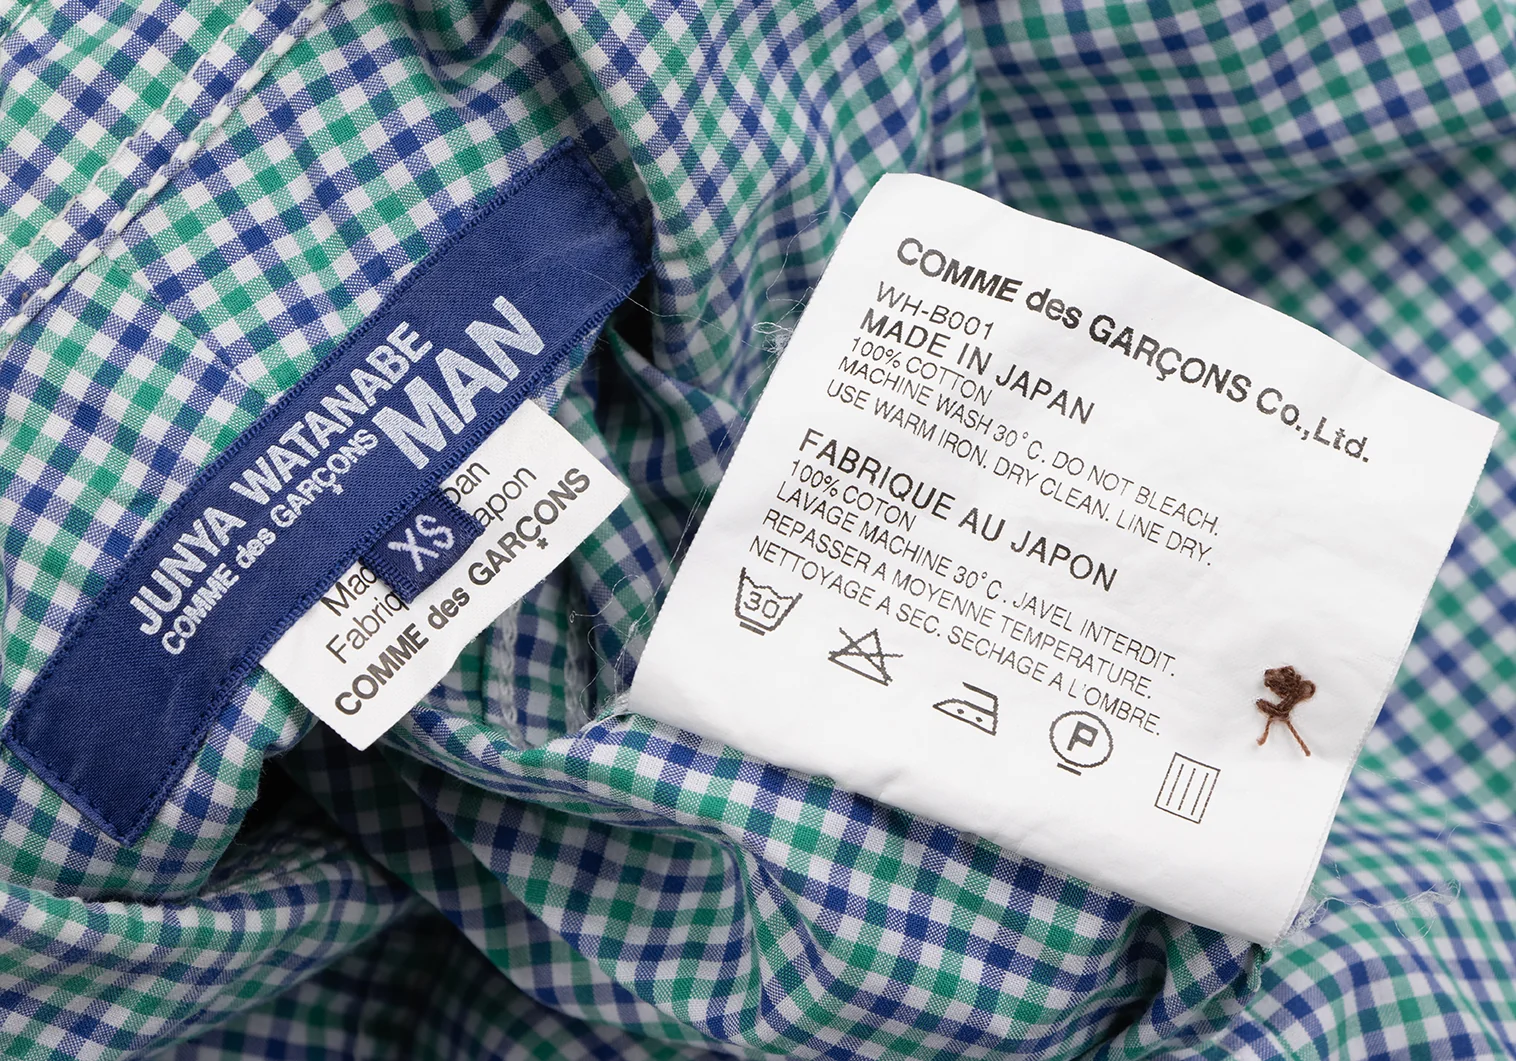 JUNYA WATANABE
COMME des GARÇONS MAN
XS
COMME des GARÇONS
COMME des GARÇONS Co.,Ltd.
WH-B001
MADE IN JAPAN
100% COTTON
MACHINE WASH 30°C. DO NOT BLEACH.
USE WARM IRON. DRY CLEAN. LINE DRY.
FABRIQUE AU JAPON
100% COTON
LAVAGE MACHINE 30°C. JAVEL INTERDIT.
REPASSER A MOYENNE TEMPERATURE.
NETTOYAGE A SEC. SECHAGE A L'OMBRE.
30
P